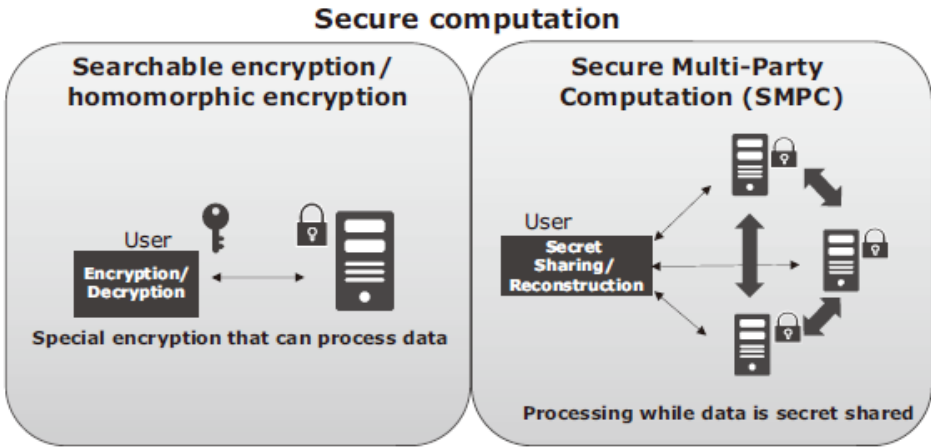 Secure computation
Searchable encryption/
homomorphic encryption
User
Encryption/
Decryption
Special encryption that can process data
Secure Multi-Party
Computation (SMPC)
User
Secret
Sharing/
Reconstruction
Processing while data is secret shared